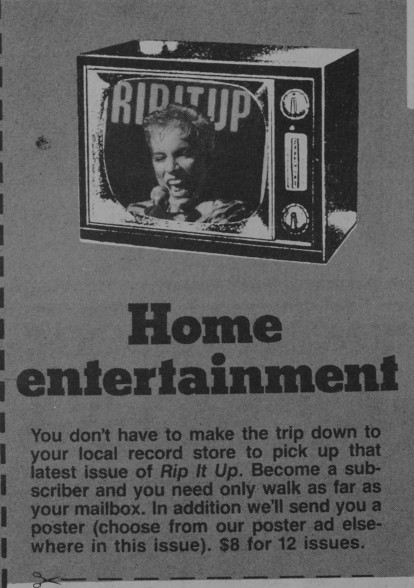 RIP IT UP
Home
entertainment
You don't have to make the trip down to
your local record store to pick up that
latest issue of Rip It Up. Become a sub-
scriber and you need only walk as far as
your mailbox. In addition we'll send you a
poster (choose from our poster ad else-
where in this issue). $8 for 12 issues.